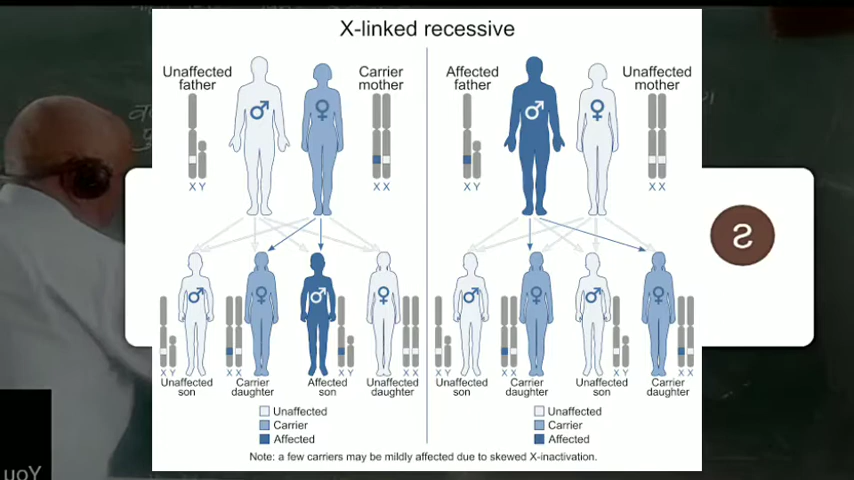 X-linked recessive
Unaffected
father
Carrier
mother
Affected
father
Unaffected
mother
X Y
X X
X Y
X X
X Y
X X
X Y
X X
X Y
X X
X Y
X X
Unaffected
son
Carrier
daughter
Affected
son
Unaffected
daughter
Unaffected
son
Carrier
daughter
Unaffected
son
Carrier
daughter
Unaffected
Carrier
Affected
Unaffected
Carrier
Affected
Note: a few carriers may be mildly affected due to skewed X-inactivation.
S
You